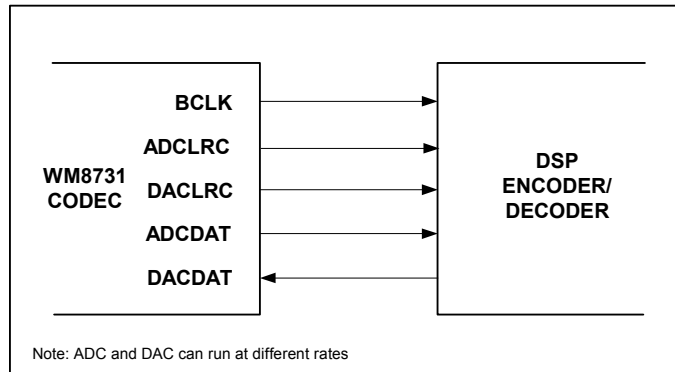 BCLK
ADCLRC
WM8731
CODEC
DACLRC
ADCDAT
DACDAT
DSP
ENCODER/
DECODER
Note: ADC and DAC can run at different rates